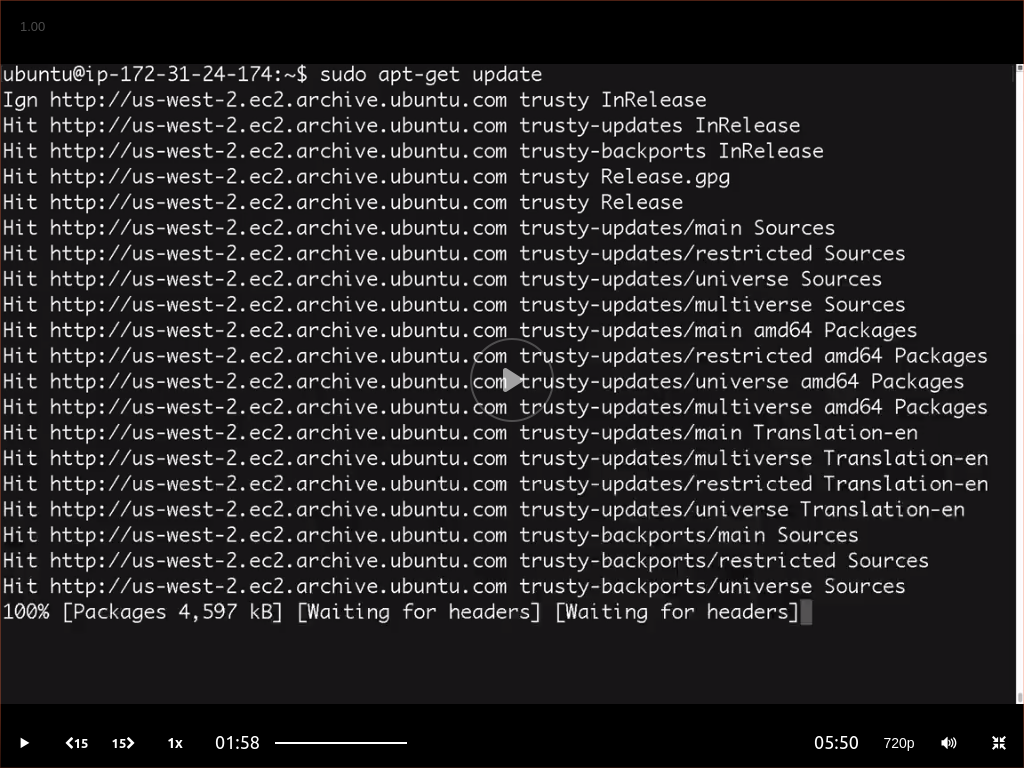 1.00
ubuntu@ip-172-31-24-174:~$ sudo apt-get update
Ign http://us-west-2.ec2.archive.ubuntu.com trusty InRelease
Hit http://us-west-2.ec2.archive.ubuntu.com trusty-updates InRelease
Hit http://us-west-2.ec2.archive.ubuntu.com trusty-backports InRelease
Hit http://us-west-2.ec2.archive.ubuntu.com trusty Release.gpg
Hit http://us-west-2.ec2.archive.ubuntu.com trusty Release
Hit http://us-west-2.ec2.archive.ubuntu.com trusty-updates/main Sources
Hit http://us-west-2.ec2.archive.ubuntu.com trusty-updates/restricted Sources
Hit http://us-west-2.ec2.archive.ubuntu.com trusty-updates/universe Sources
Hit http://us-west-2.ec2.archive.ubuntu.com trusty-updates/multiverse Sources
Hit http://us-west-2.ec2.archive.ubuntu.com trusty-updates/main amd64 Packages
Hit http://us-west-2.ec2.archive.ubuntu.com trusty-updates/restricted amd64 Packages
Hit http://us-west-2.ec2.archive.ubuntu.com trusty-updates/universe amd64 Packages
Hit http://us-west-2.ec2.archive.ubuntu.com trusty-updates/multiverse amd64 Packages
Hit http://us-west-2.ec2.archive.ubuntu.com trusty-updates/main Translation-en
Hit http://us-west-2.ec2.archive.ubuntu.com trusty-updates/multiverse Translation-en
Hit http://us-west-2.ec2.archive.ubuntu.com trusty-updates/restricted Translation-en
Hit http://us-west-2.ec2.archive.ubuntu.com trusty-updates/universe Translation-en
Hit http://us-west-2.ec2.archive.ubuntu.com trusty-backports/main Sources
Hit http://us-west-2.ec2.archive.ubuntu.com trusty-backports/restricted Sources
Hit http://us-west-2.ec2.archive.ubuntu.com trusty-backports/universe Sources
100% [Packages 4,597 kB] [Waiting for headers] [Waiting for headers]
15 15 1x 01:58 05:50 720p